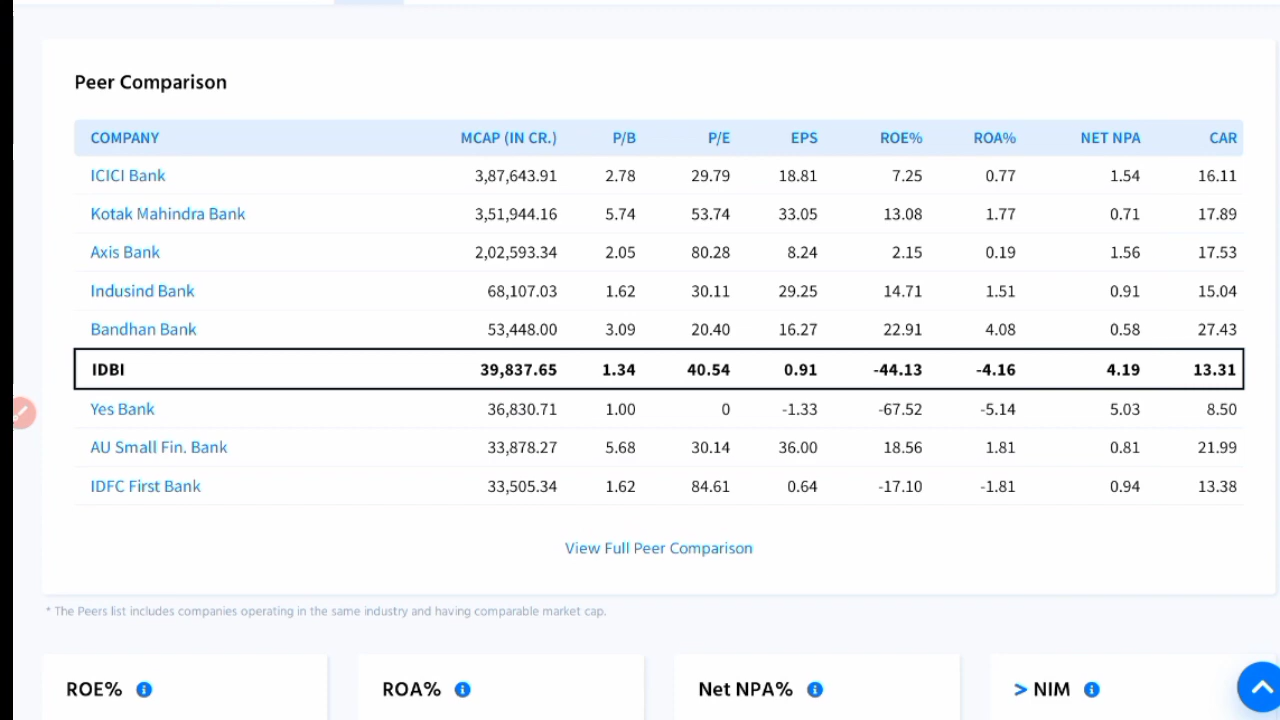 Peer Comparison
COMPANY MCAP (IN CR.) P/B P/E EPS ROE% ROA% NET NPA CAR
ICICI Bank 3,87,643.91 2.78 29.79 18.81 7.25 0.77 1.54 16.11
Kotak Mahindra Bank 3,51,944.16 5.74 53.74 33.05 13.08 1.77 0.71 17.89
Axis Bank 2,02,593.34 2.05 80.28 8.24 2.15 0.19 1.56 17.53
Indusind Bank 68,107.03 1.62 30.11 29.25 14.71 1.51 0.91 15.04
Bandhan Bank 53,448.00 3.09 20.40 16.27 22.91 4.08 0.58 27.43
IDBI 39,837.65 1.34 40.54 0.91 -44.13 -4.16 4.19 13.31
Yes Bank 36,830.71 1.00 0 -1.33 -67.52 -5.14 5.03 8.50
AU Small Fin. Bank 33,878.27 5.68 30.14 36.00 18.56 1.81 0.81 21.99
IDFC First Bank 33,505.34 1.62 84.61 0.64 -17.10 -1.81 0.94 13.38
View Full Peer Comparison
* The Peers list includes companies operating in the same industry and having comparable market cap.
ROE% ROA% Net NPA% > NIM